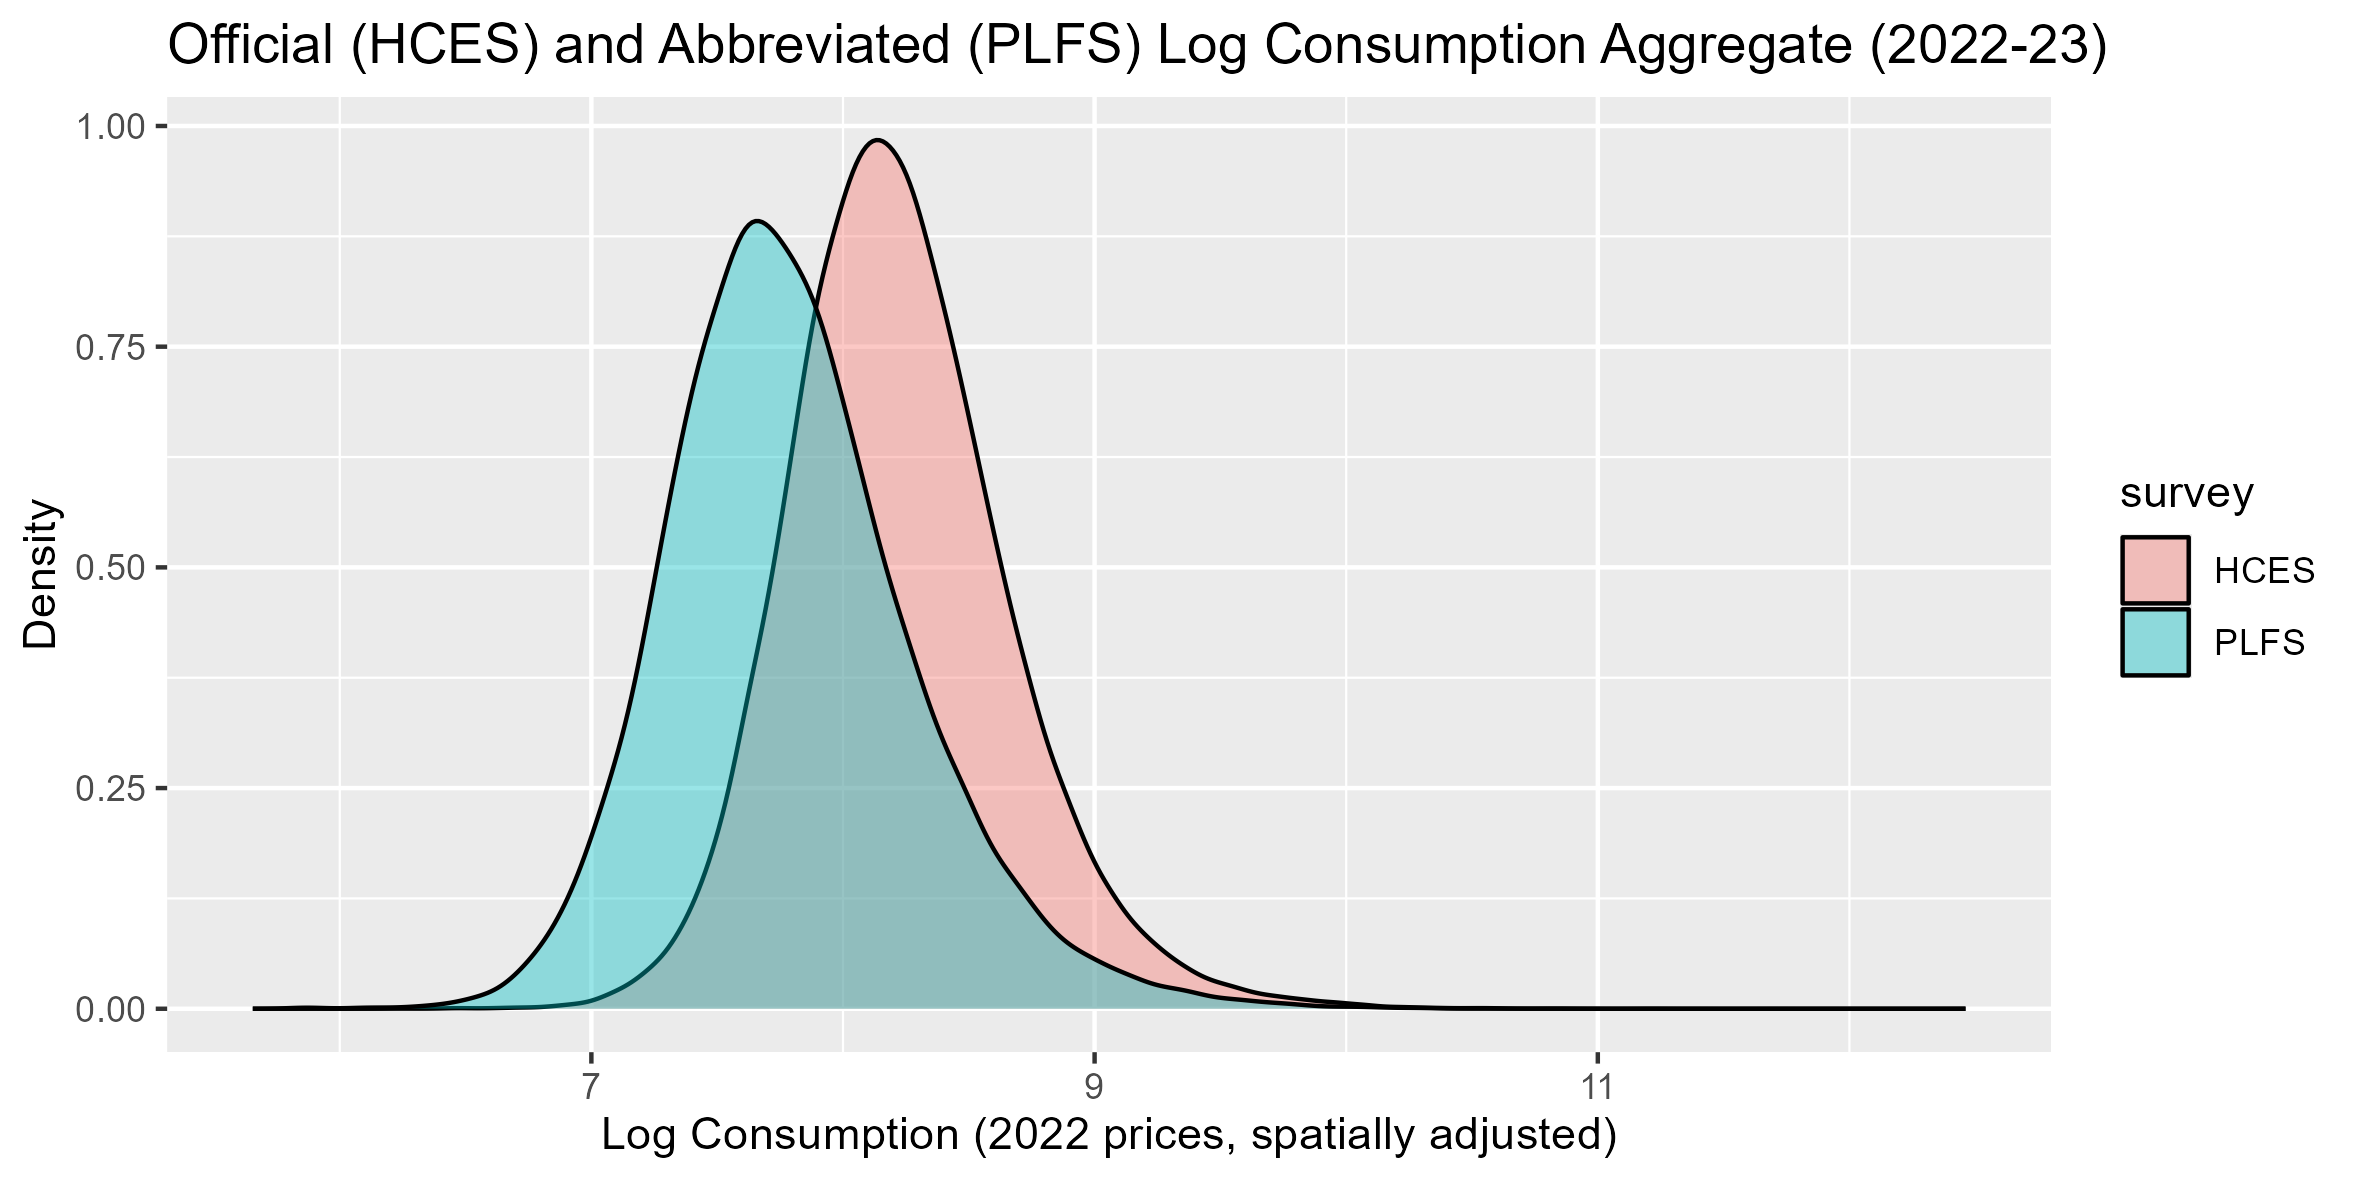 Official (HCES) and Abbreviated (PLFS) Log Consumption Aggregate (2022-23)
1.00
0.75
0.50
0.25
0.00
Density
7
9
11
Log Consumption (2022 prices, spatially adjusted)
survey
HCES
PLFS